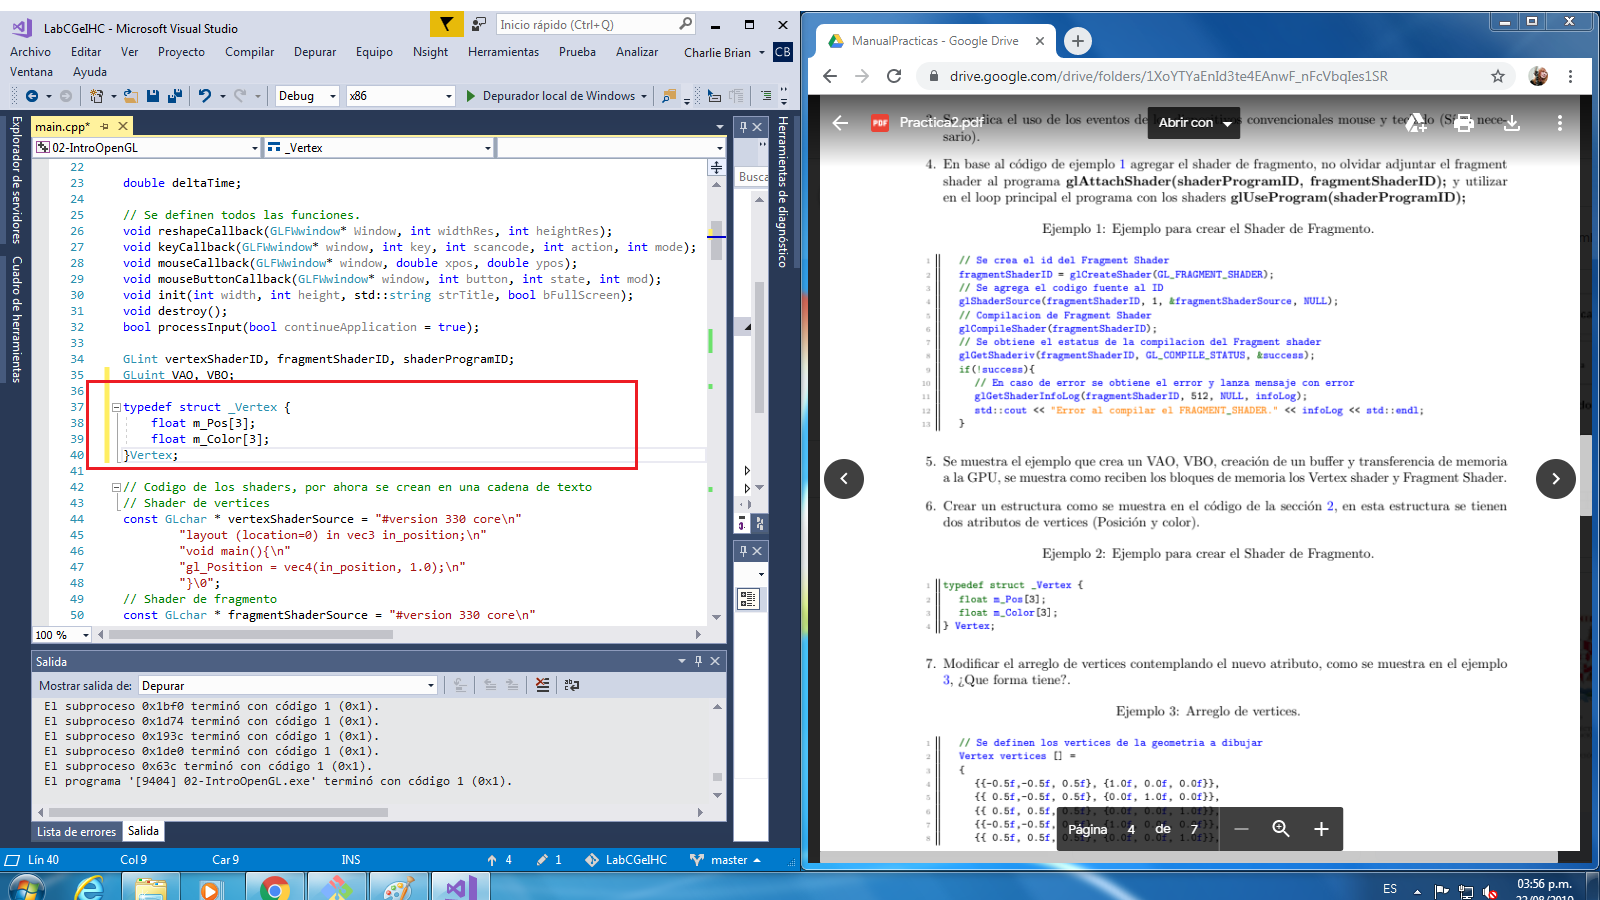 LabCGeIHC - Microsoft Visual Studio
Inicio rápido (Ctrl+Q)
Archivo Editar Ver Proyecto Compilar Depurar Equipo Nsight Herramientas Prueba Analizar Charlie Brian CB
Ventana Ayuda
Debug x86 Depurador local de Windows
Explorador de servidores
Cuadro de herramientas
main.cpp*
02-IntroOpenGL _Vertex
22
23 double deltaTime;
24
25 // Se definen todos las funciones.
26 void reshapeCallback(GLFWwindow* Window, int widthRes, int heightRes);
27 void keyCallback(GLFWwindow* window, int key, int scancode, int action, int mode);
28 void mouseCallback(GLFWwindow* window, double xpos, double ypos);
29 void mouseButtonCallback(GLFWwindow* window, int button, int state, int mod);
30 void init(int width, int height, std::string strTitle, bool bFullScreen);
31 void destroy();
32 bool processInput(bool continueApplication = true);
33
34 GLint vertexShaderID, fragmentShaderID, shaderProgramID;
35 GLuint VAO, VBO;
36
37 typedef struct _Vertex {
38 float m_Pos[3];
39 float m_Color[3];
40 }Vertex;
41
42 // Codigo de los shaders, por ahora se crean en una cadena de texto
43 // Shader de vertices
44 const GLchar * vertexShaderSource = "#version 330 core\n"
45 "layout (location=0) in vec3 in_position;\n"
46 "void main(){\n"
47 "gl_Position = vec4(in_position, 1.0);\n"
48 "}\0";
49 // Shader de fragmento
50 const GLchar * fragmentShaderSource = "#version 330 core\n"
100 %
Busca
Herramientas de diagnóstico
Salida
Mostrar salida de: Depurar
El subproceso 0x1bf0 terminó con código 1 (0x1).
El subproceso 0x1d74 terminó con código 1 (0x1).
El subproceso 0x193c terminó con código 1 (0x1).
El subproceso 0x1de0 terminó con código 1 (0x1).
El subproceso 0x63c terminó con código 1 (0x1).
El programa '[9404] 02-IntroOpenGL.exe' terminó con código 1 (0x1).
Lista de errores Salida
Lín 40 Col 9 Car 9 INS 4 1 LabCGeIHC master
ManualPracticas - Google Drive
drive.google.com/drive/folders/1XoYTYaEnId3te4EAnwF_nFcVbqIes1SR
Practica2.pdf
Abrir con
el uso de los eventos de convencionales mouse y nece-
sario).
4. En base al código de ejemplo 1 agregar el shader de fragmento, no olvidar adjuntar el fragment
shader al programa glAttachShader(shaderProgramID, fragmentShaderID); y utilizar
en el loop principal el programa con los shaders glUseProgram(shaderProgramID);
Ejemplo 1: Ejemplo para crear el Shader de Fragmento.
1 // Se crea el id del Fragment Shader
2 fragmentShaderID = glCreateShader(GL_FRAGMENT_SHADER);
3 // Se agrega el codigo fuente al ID
4 glShaderSource(fragmentShaderID, 1, &fragmentShaderSource, NULL);
5 // Compilacion de Fragment Shader
6 glCompileShader(fragmentShaderID);
7 // Se obtiene el estatus de la compilacion del Fragment shader
8 glGetShaderiv(fragmentShaderID, GL_COMPILE_STATUS, &success);
9 if(!success){
10 // En caso de error se obtiene el error y lanza mensaje con error
11 glGetShaderInfoLog(fragmentShaderID, 512, NULL, infoLog);
12 std::cout << "Error al compilar el FRAGMENT_SHADER." << infoLog << std::endl;
13 }
5. Se muestra el ejemplo que crea un VAO, VBO, creación de un buffer y transferencia de memoria
a la GPU, se muestra como reciben los bloques de memoria los Vertex shader y Fragment Shader.
6. Crear un estructura como se muestra en el código de la sección 2, en esta estructura se tienen
dos atributos de vertices (Posición y color).
Ejemplo 2: Ejemplo para crear el Shader de Fragmento.
1 typedef struct _Vertex {
2 float m_Pos[3];
3 float m_Color[3];
4 } Vertex;
7. Modificar el arreglo de vertices contemplando el nuevo atributo, como se muestra en el ejemplo
3, ¿Que forma tiene?.
Ejemplo 3: Arreglo de vertices.
1 // Se definen los vertices de la geometria a dibujar
2 Vertex vertices [] =
3 {
4 {{-0.5f,-0.5f, 0.5f}, {1.0f, 0.0f, 0.0f}},
5 {{ 0.5f,-0.5f, 0.5f}, {0.0f, 1.0f, 0.0f}},
6 {{ 0.5f, 0.5f, 0.5f}, {0.0f, 0.0f, 1.0f}},
7 {{-0.5f,-0.5f,
8 {{ 0.5f, 0.5f,
Página 4 de 7
ES 03:56 p.m.